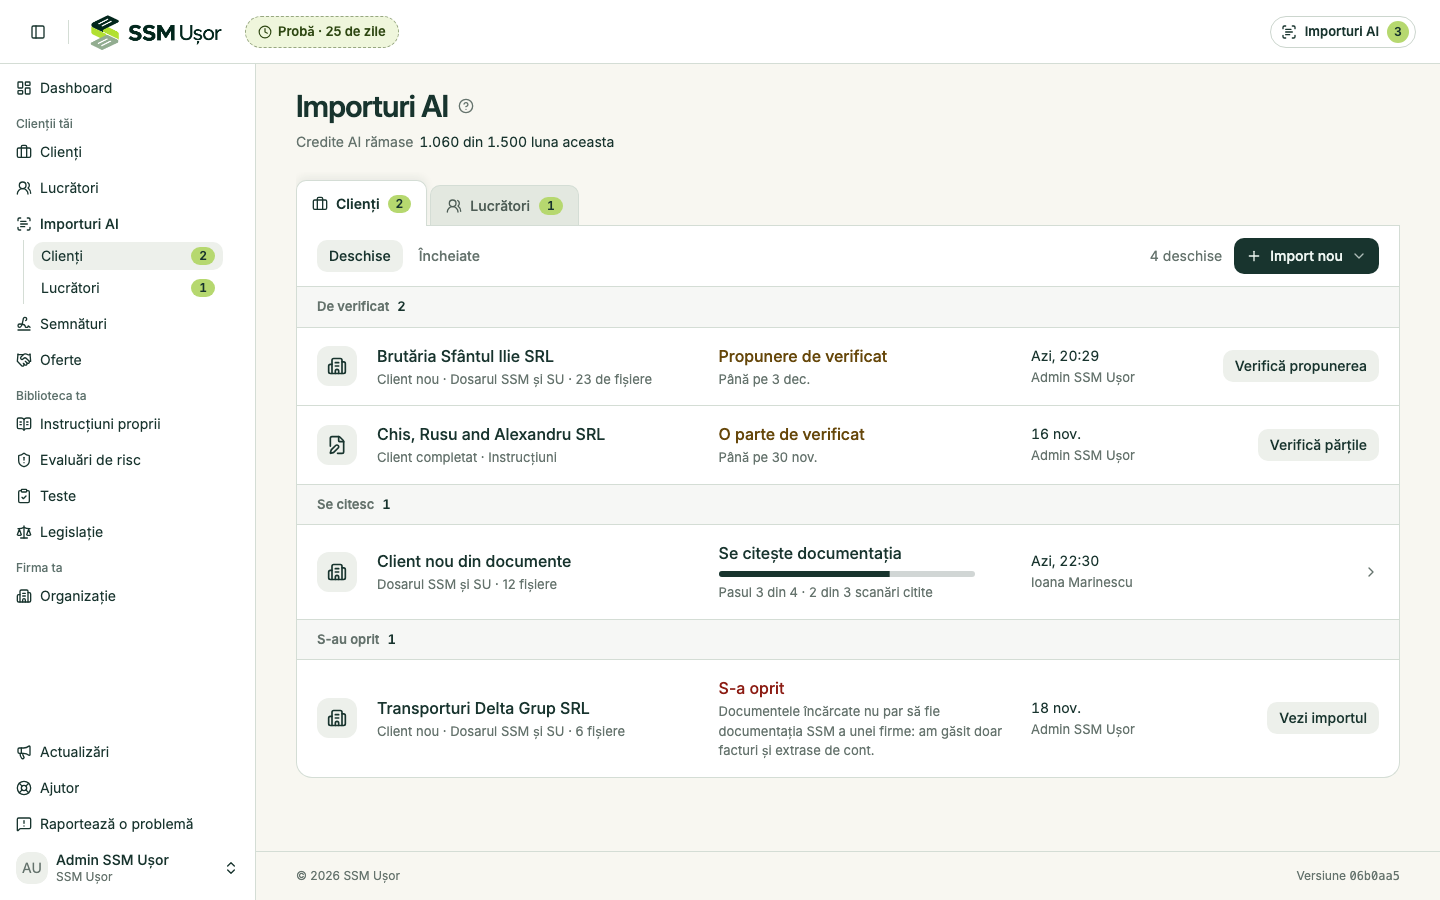 SSM Ușor
Probă · 25 de zile
Importuri AI 3
Dashboard
Clienții tăi
Clienți
Lucrători
Importuri AI
Clienți 2
Lucrători 1
Semnături
Oferte
Biblioteca ta
Instrucțiuni proprii
Evaluări de risc
Teste
Legislație
Firma ta
Organizație
Actualizări
Ajutor
Raportează o problemă
AU
Admin SSM Ușor
SSM Ușor
Importuri AI
Credite AI rămase 1.060 din 1.500 luna aceasta
Clienți 2
Lucrători 1
Deschise
Încheiate
4 deschise
Import nou
De verificat 2
Brutăria Sfântul Ilie SRL
Client nou · Dosarul SSM și SU · 23 de fișiere
Propunere de verificat
Până pe 3 dec.
Azi, 20:29
Admin SSM Ușor
Verifică propunerea
Chis, Rusu and Alexandru SRL
Client completat · Instrucțiuni
O parte de verificat
Până pe 30 nov.
16 nov.
Admin SSM Ușor
Verifică părțile
Se citesc 1
Client nou din documente
Dosarul SSM și SU · 12 fișiere
Se citește documentația
Pasul 3 din 4 · 2 din 3 scanări citite
Azi, 22:30
Ioana Marinescu
S-au oprit 1
Transporturi Delta Grup SRL
Client nou · Dosarul SSM și SU · 6 fișiere
S-a oprit
Documentele încărcate nu par să fie
documentația SSM a unei firme: am găsit doar
facturi și extrase de cont.
18 nov.
Admin SSM Ușor
Vezi importul
© 2026 SSM Ușor
Versiune 06b0aa5